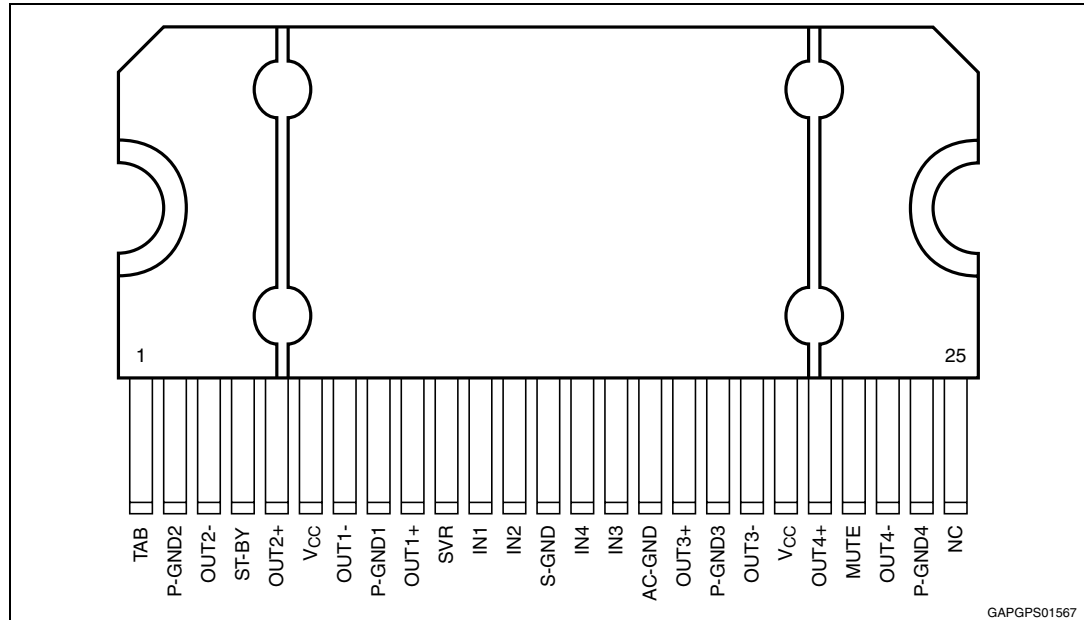 1
25
TAB
P-GND2
OUT2-
ST-BY
OUT2+
VCC
OUT1-
P-GND1
OUT1+
SVR
IN1
IN2
S-GND
IN4
IN3
AC-GND
OUT3+
P-GND3
OUT3-
VCC
OUT4+
MUTE
OUT4-
P-GND4
NC
GAPGPS01567